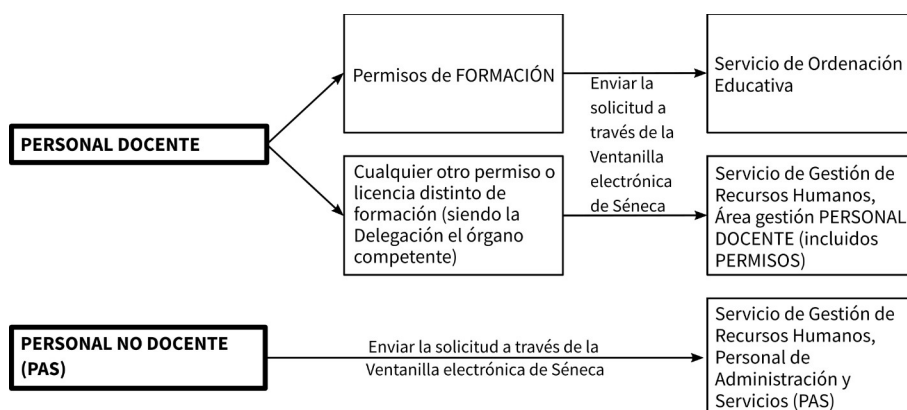 Permisos de FORMACIÓN
Servicio de Ordenación
Educativa
Enviar la
solicitud a
través de la
Ventanilla
electrónica
de Séneca
PERSONAL DOCENTE
Cualquier otro permiso o
licencia distinto de
formación (siendo la
Delegación el órgano
competente)
Servicio de Gestión de
Recursos Humanos,
Área gestión PERSONAL
DOCENTE (incluidos
PERMISOS)
PERSONAL NO DOCENTE
(PAS)
Enviar la solicitud a través de la
Ventanilla electrónica de Séneca
Servicio de Gestión de
Recursos Humanos,
Personal de
Administración y
Servicios (PAS)